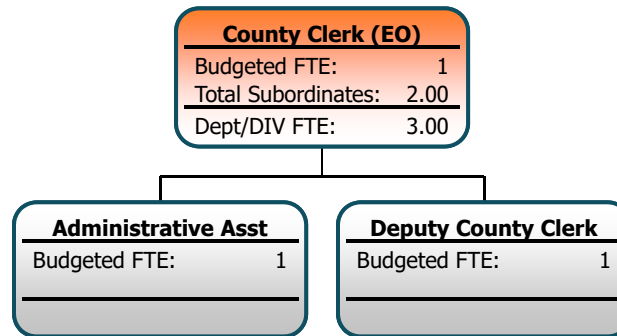 County Clerk (EO)
Budgeted FTE: 1
Total Subordinates: 2.00
Dept/DIV FTE: 3.00
Administrative Asst
Budgeted FTE: 1
Deputy County Clerk
Budgeted FTE: 1